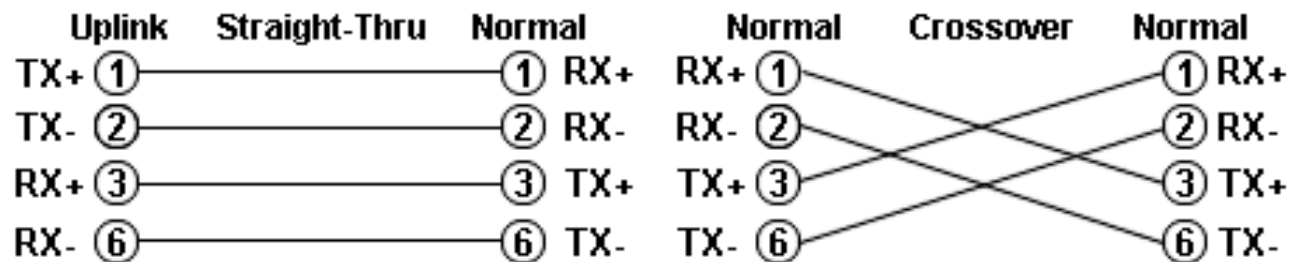 Uplink Straight-Thru Normal Normal Crossover Normal
TX+ 1 1 RX+ RX+ 1 1 RX+
TX- 2 2 RX- RX- 2 2 RX-
RX+ 3 3 TX+ TX+ 3 3 TX+
RX- 6 6 TX- TX- 6 6 TX-